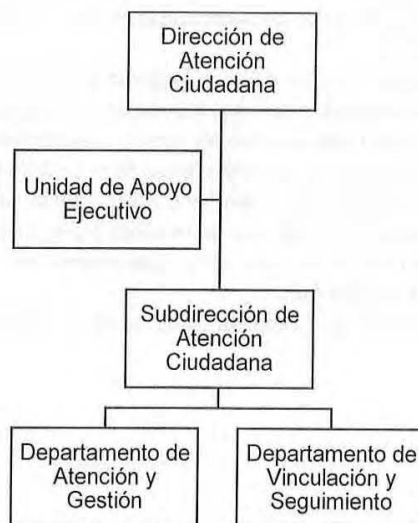 Dirección de
Atención
Ciudadana
Unidad de Apoyo
Ejecutivo
Subdirección de
Atención
Ciudadana
Departamento de
Atención y
Gestión
Departamento de
Vinculación y
Seguimiento